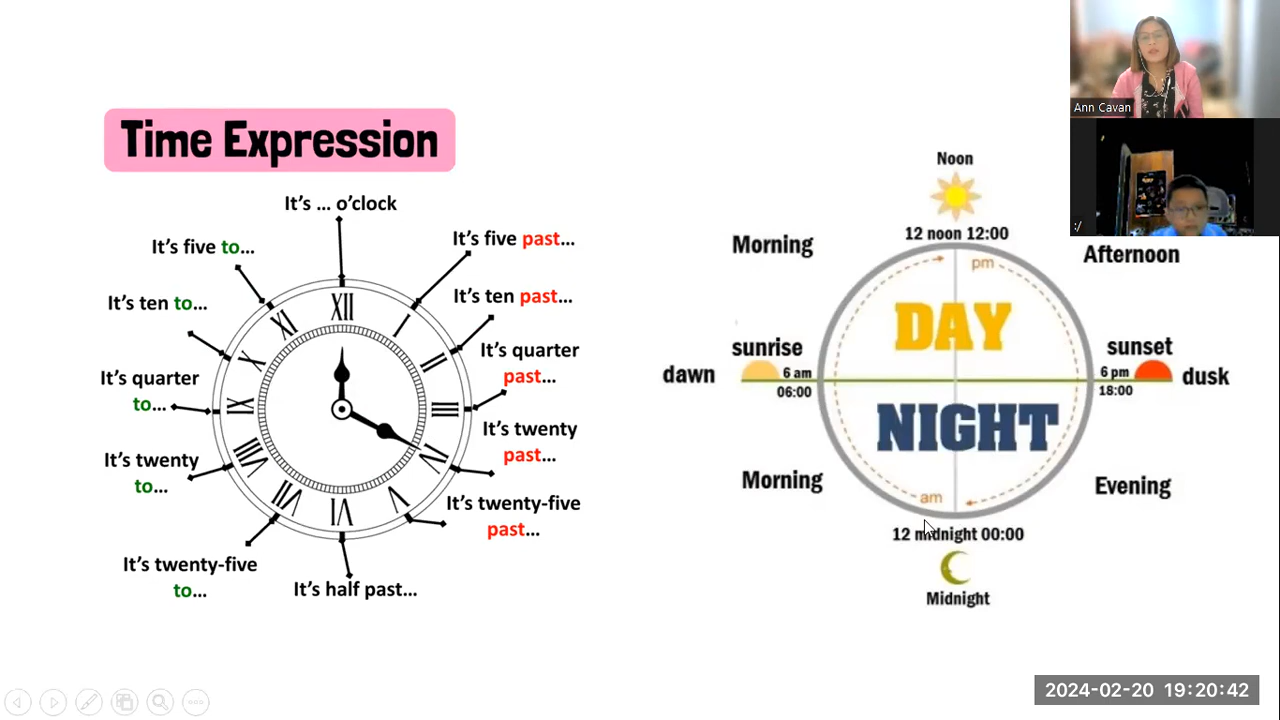 Time Expression
It's ... o'clock
It's five past...
It's ten past...
It's quarter
past...
It's twenty
past...
It's twenty-five
past...
It's half past...
It's twenty-five
to...
It's twenty
to...
It's quarter
to...
It's ten to...
It's five to...
XII
I
II
III
IV
V
VI
VII
VIII
IX
X
XI
Noon
12 noon 12:00
Morning
Afternoon
pm
DAY
sunrise
sunset
dawn
6 am
06:00
6 pm
18:00
dusk
NIGHT
Morning
Evening
am
12 midnight 00:00
Midnight
Ann Cavan
:/
2024-02-20 19:20:42